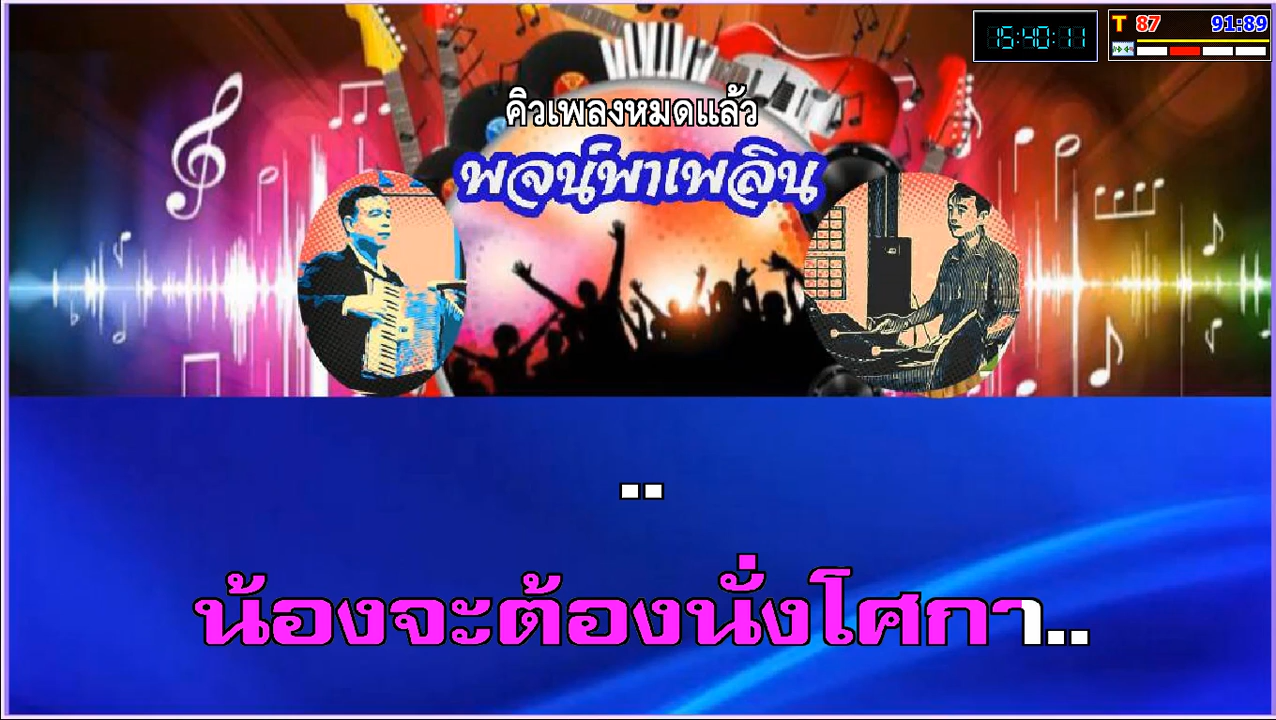 15:40:11
T 87 91:89
คิวเพลงหมดแล้ว
พจน์พาเพลิน
..
น้องจะต้องนั่งโศกา..